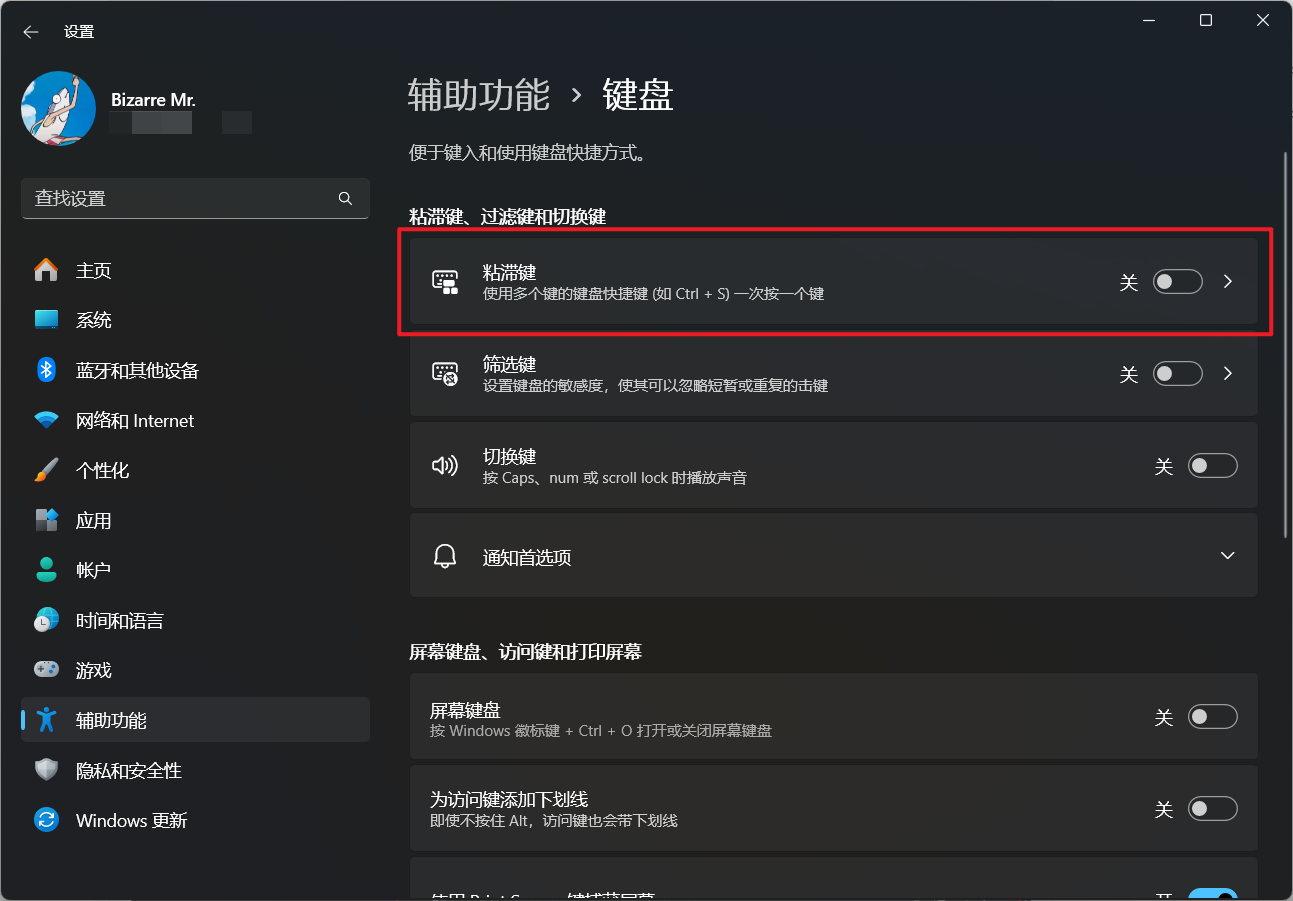 设置
Bizarre Mr.
查找设置
主页
系统
蓝牙和其他设备
网络和 Internet
个性化
应用
帐户
时间和语言
游戏
辅助功能
隐私和安全性
Windows 更新
辅助功能 › 键盘
便于键入和使用键盘快捷方式。
粘滞键、过滤键和切换键
粘滞键
使用多个键的键盘快捷键 (如 Ctrl + S) 一次按一个键
关
筛选键
设置键盘的敏感度，使其可以忽略短暂或重复的击键
关
切换键
按 Caps、num 或 scroll lock 时播放声音
关
通知首选项
屏幕键盘、访问键和打印屏幕
屏幕键盘
按 Windows 徽标键 + Ctrl + O 打开或关闭屏幕键盘
关
为访问键添加下划线
即使不按住 Alt，访问键也会带下划线
关